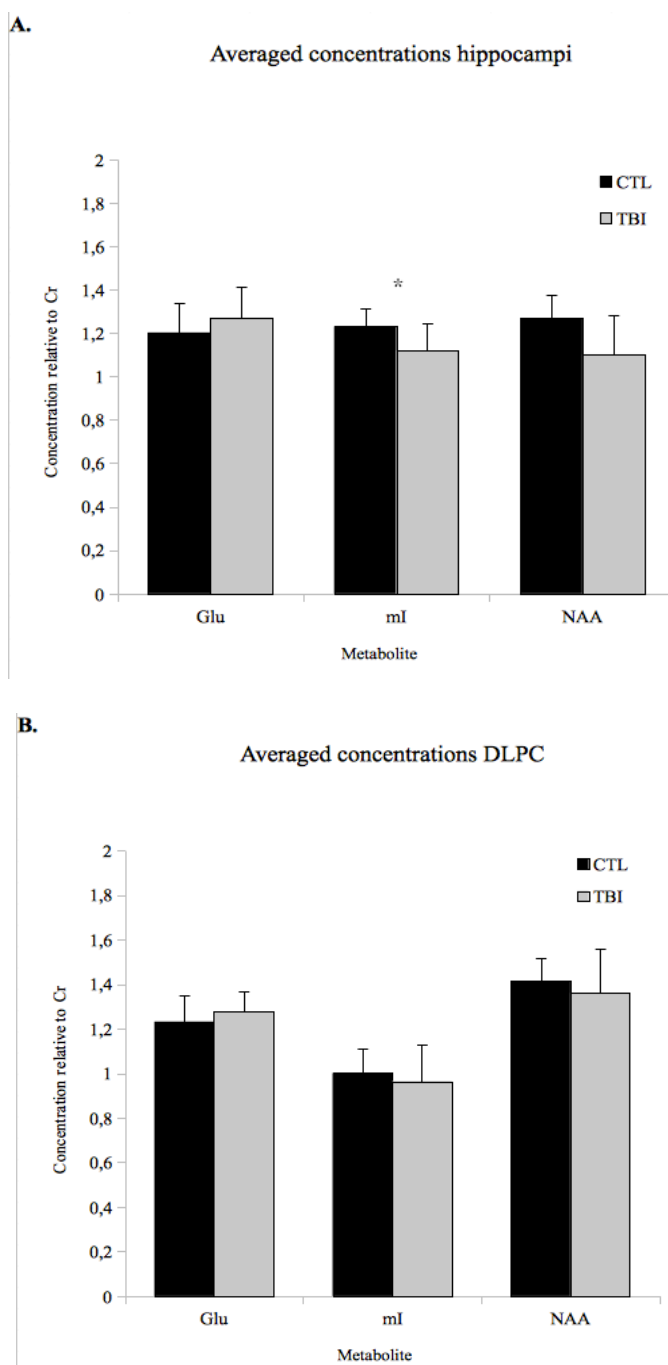 A.
Averaged concentrations hippocampi
2
1,8
1,6
1,4
1,2
1
0,8
0,6
0,4
0,2
0
Concentration relative to Cr
CTL
TBI
*
Glu mI NAA
Metabolite
B.
Averaged concentrations DLPC
2
1,8
1,6
1,4
1,2
1
0,8
0,6
0,4
0,2
0
Concentration relative to Cr
CTL
TBI
Glu mI NAA
Metabolite